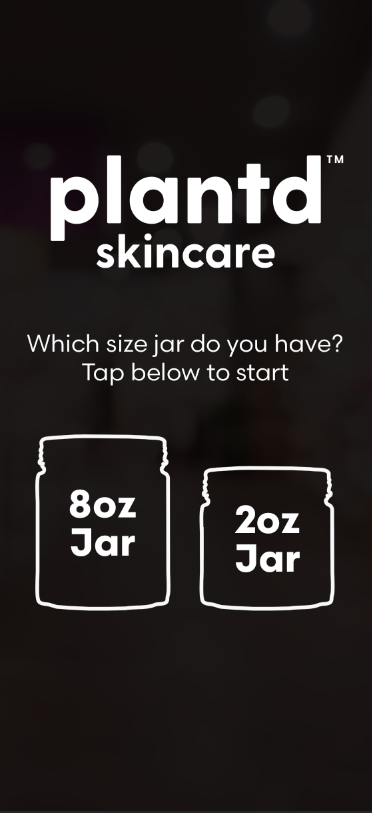 plantd™
skincare
Which size jar do you have?
Tap below to start
8oz
Jar
2oz
Jar